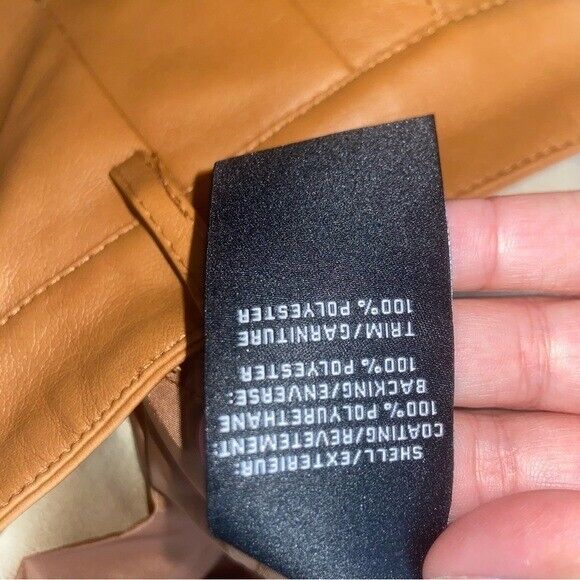 SHELL/EXTERIEUR:
COATING/REVETEMENT:
100% POLYURETHANE
BACKING/ENVERSE:
100% POLYESTER
TRIM/GARNITURE
100% POLYESTER